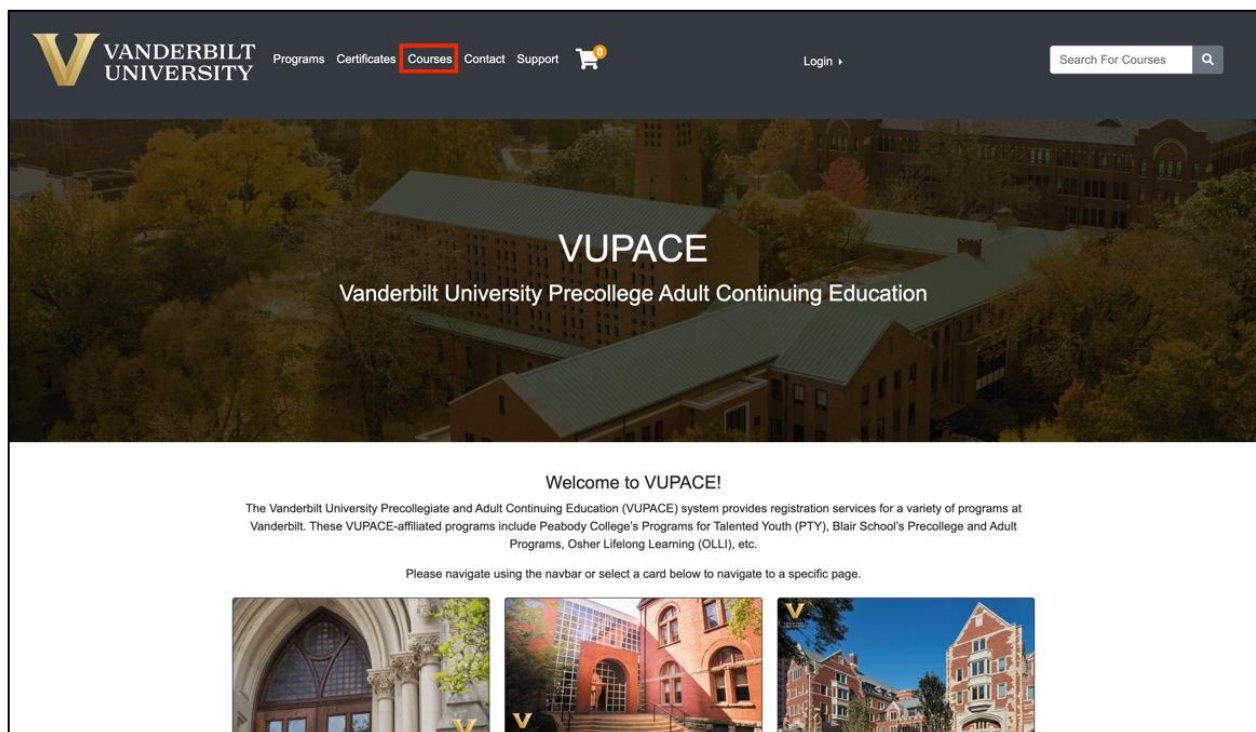 VANDERBILT
UNIVERSITY
Programs Certificates Courses Contact Support 0 Login Search For Courses
VUPACE
Vanderbilt University Precollege Adult Continuing Education
Welcome to VUPACE!
The Vanderbilt University Precollegiate and Adult Continuing Education (VUPACE) system provides registration services for a variety of programs at
Vanderbilt. These VUPACE-affiliated programs include Peabody College's Programs for Talented Youth (PTY), Blair School's Precollege and Adult
Programs, Osher Lifelong Learning (OLLI), etc.
Please navigate using the navbar or select a card below to navigate to a specific page.